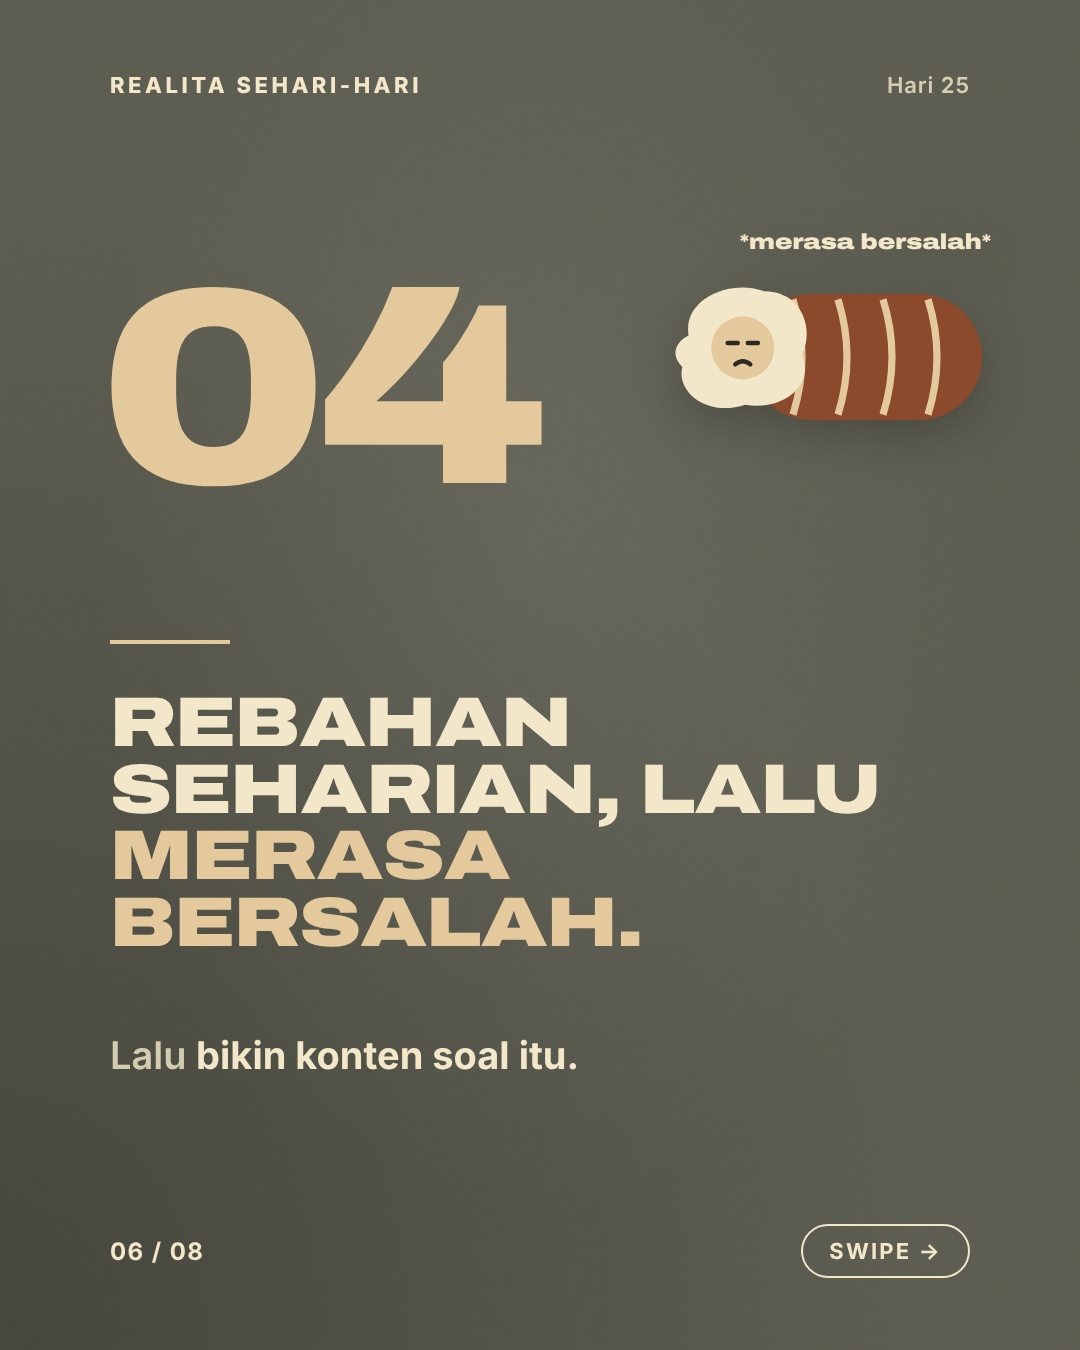 REALITA SEHARI-HARI
Hari 25
*merasa bersalah*
04
REBAHAN
SEHARIAN, LALU
MERASA
BERSALAH.
Lalu bikin konten soal itu.
06 / 08
SWIPE →